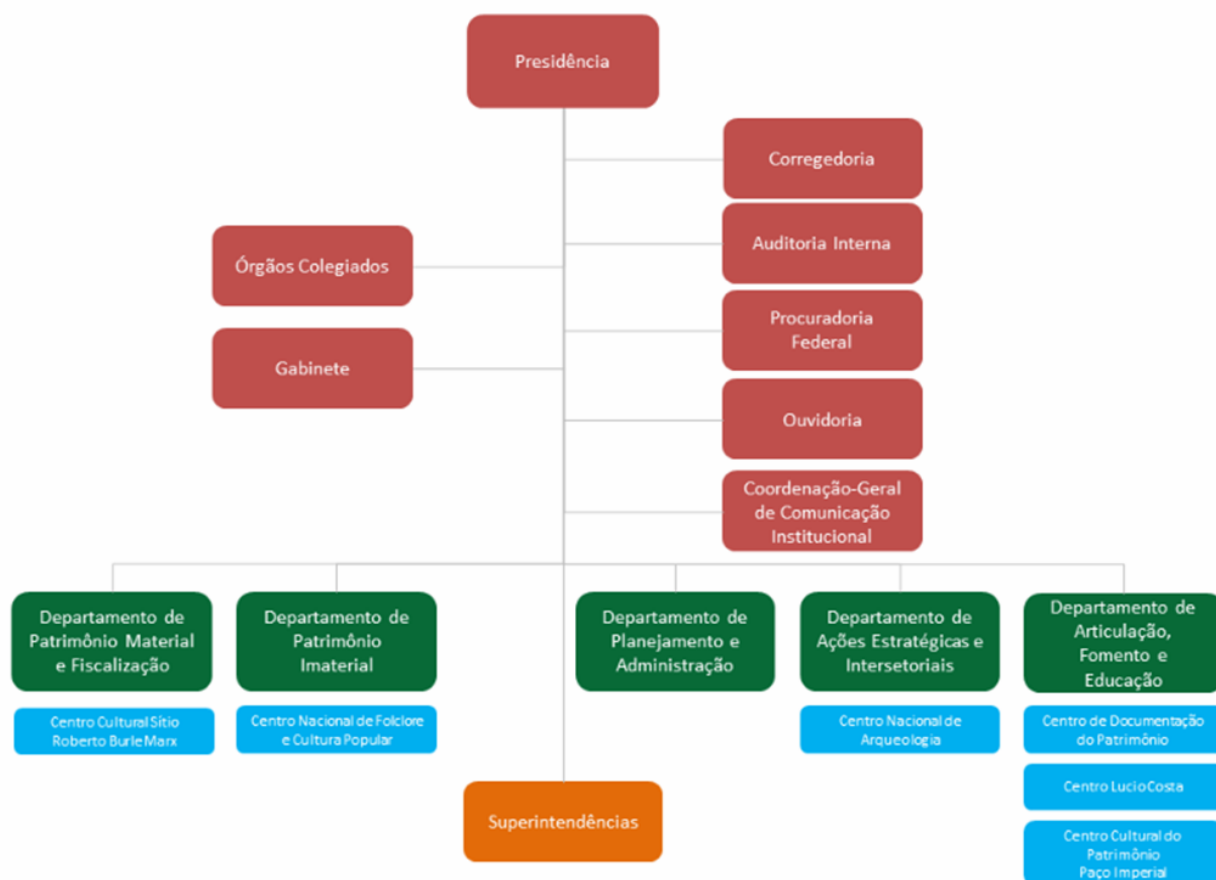 Presidência
Corregedoria
Auditoria Interna
Órgãos Colegiados
Procuradoria
Federal
Gabinete
Ouvidoria
Coordenação-Geral
de Comunicação
Institucional
Departamento de
Patrimônio Material
e Fiscalização
Departamento de
Patrimônio
Imaterial
Departamento de
Planejamento e
Administração
Departamento de
Ações Estratégicas e
Intersetoriais
Departamento de
Articulação,
Fomento e
Educação
Centro Cultural Sítio
Roberto Burle Marx
Centro Nacional de Folclore
e Cultura Popular
Centro Nacional de
Arqueologia
Centro de Documentação
do Patrimônio
Centro Lucio Costa
Centro Cultural do
Patrimônio
Paço Imperial
Superintendências